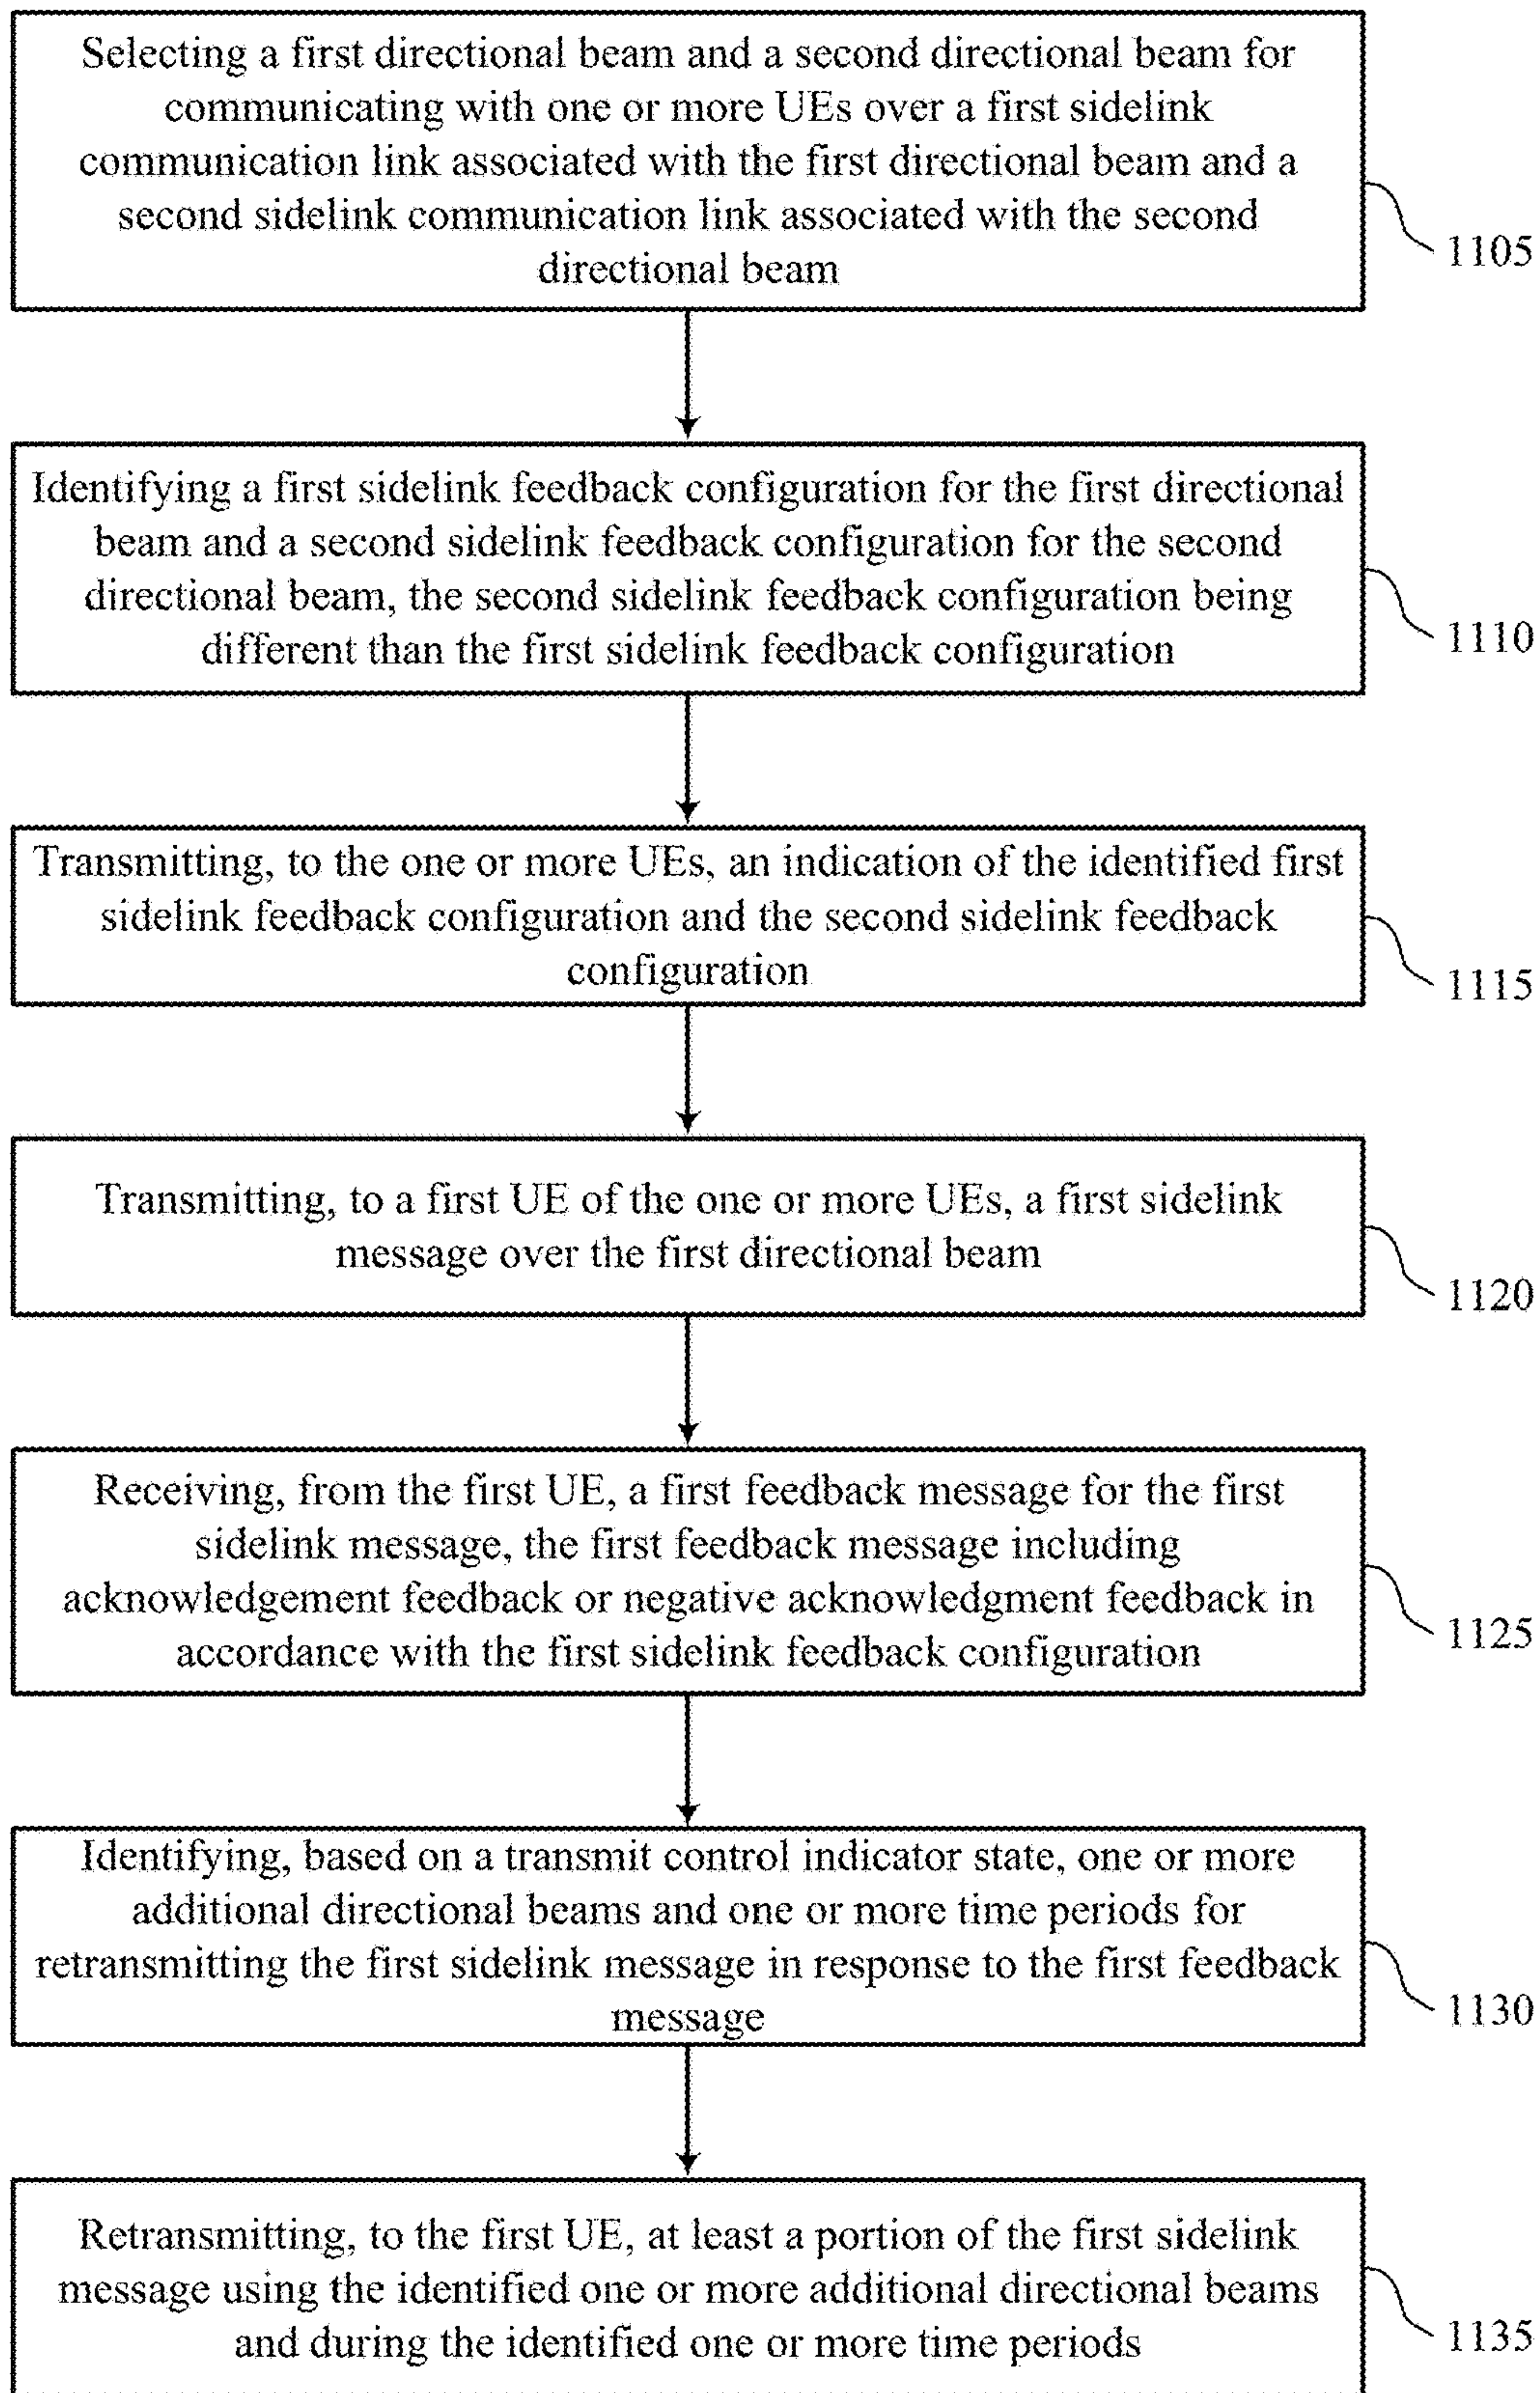 Selecting a first directional beam and a second directional beam for
communicating with one or more UEs over a first sidelink
communication link associated with the first directional beam and a
second sidelink communication link associated with the second
directional beam
1105
Identifying a first sidelink feedback configuration for the first directional
beam and a second sidelink feedback configuration for the second
directional beam, the second sidelink feedback configuration being
different than the first sidelink feedback configuration
1110
Transmitting, to the one or more UEs, an indication of the identified first
sidelink feedback configuration and the second sidelink feedback
configuration
1115
Transmitting, to a first UE of the one or more UEs, a first sidelink
message over the first directional beam
1120
Receiving, from the first UE, a first feedback message for the first
sidelink message, the first feedback message including
acknowledgement feedback or negative acknowledgment feedback in
accordance with the first sidelink feedback configuration
1125
Identifying, based on a transmit control indicator state, one or more
additional directional beams and one or more time periods for
retransmitting the first sidelink message in response to the first feedback
message
1130
Retransmitting, to the first UE, at least a portion of the first sidelink
message using the identified one or more additional directional beams
and during the identified one or more time periods
1135